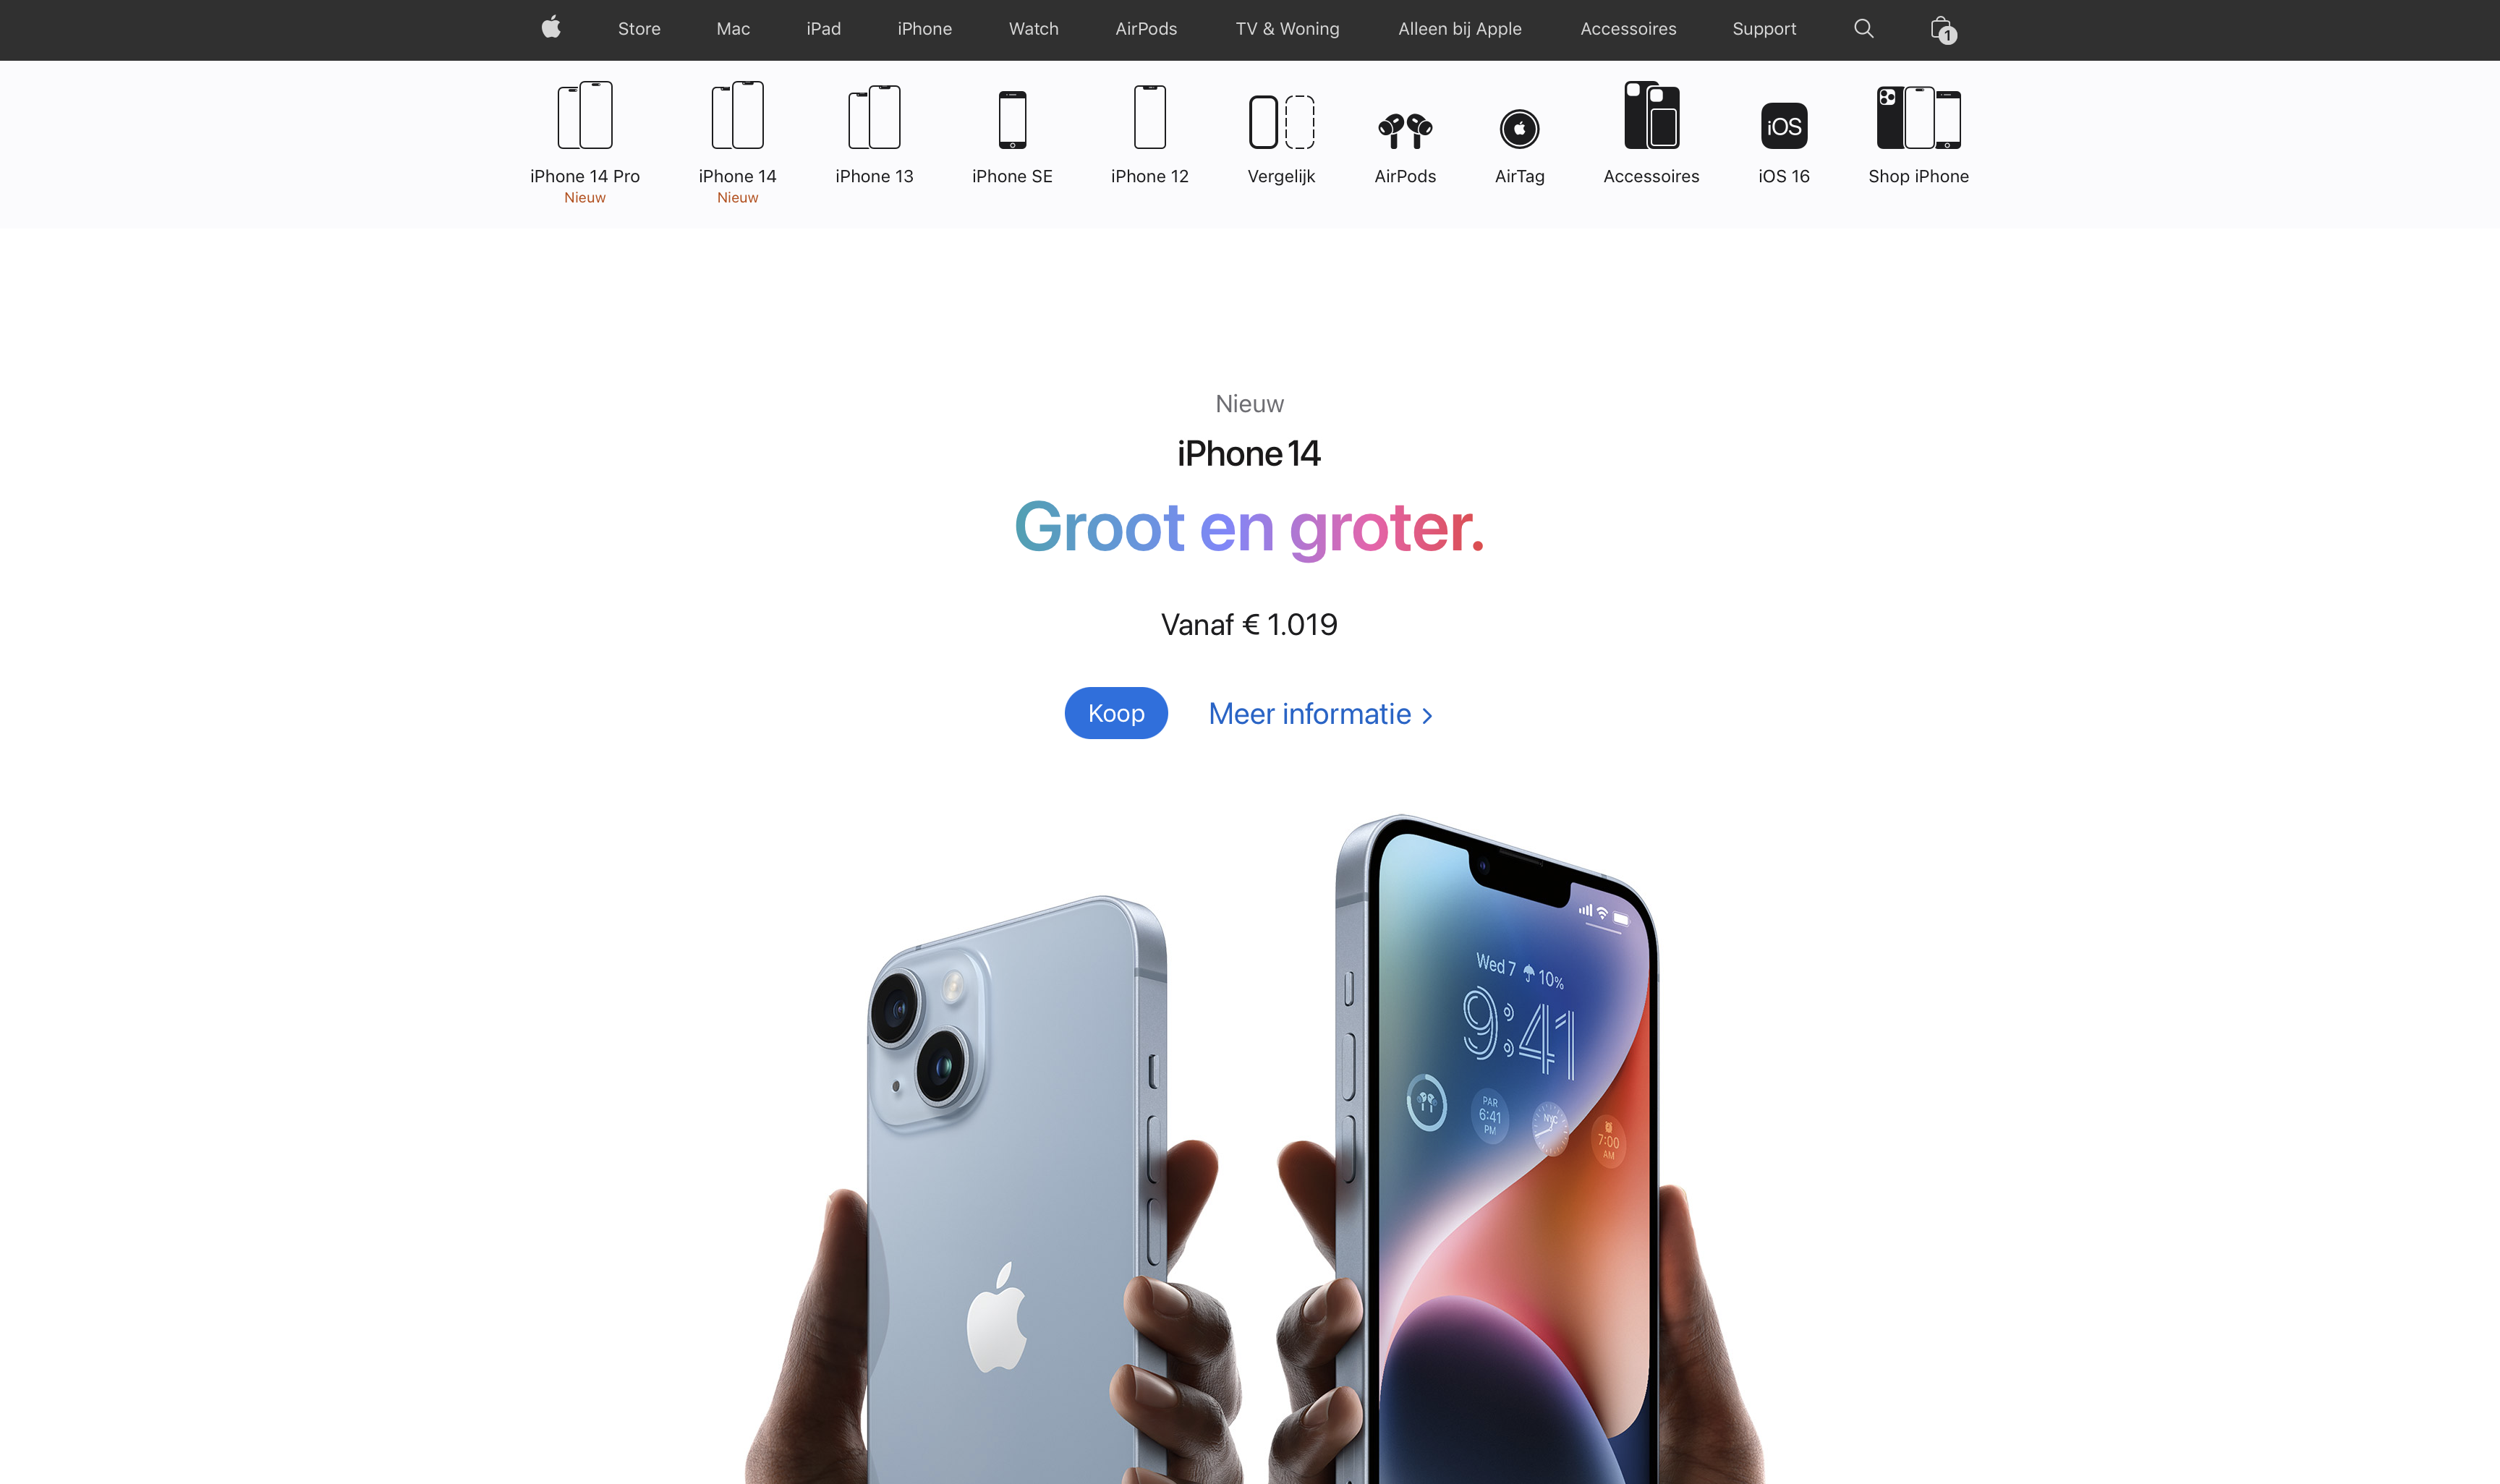 Store Mac iPad iPhone Watch AirPods TV & Woning Alleen bij Apple Accessoires Support 1
iOS
iPhone 14 Pro iPhone 14 iPhone 13 iPhone SE iPhone 12 Vergelijk AirPods AirTag Accessoires iOS 16 Shop iPhone
Nieuw Nieuw
Nieuw
iPhone 14
Groot en groter.
Vanaf € 1.019
Koop Meer informatie >
Wed 7 10%
9:41
PAR
6:41
PM
NYC
7:00
AM